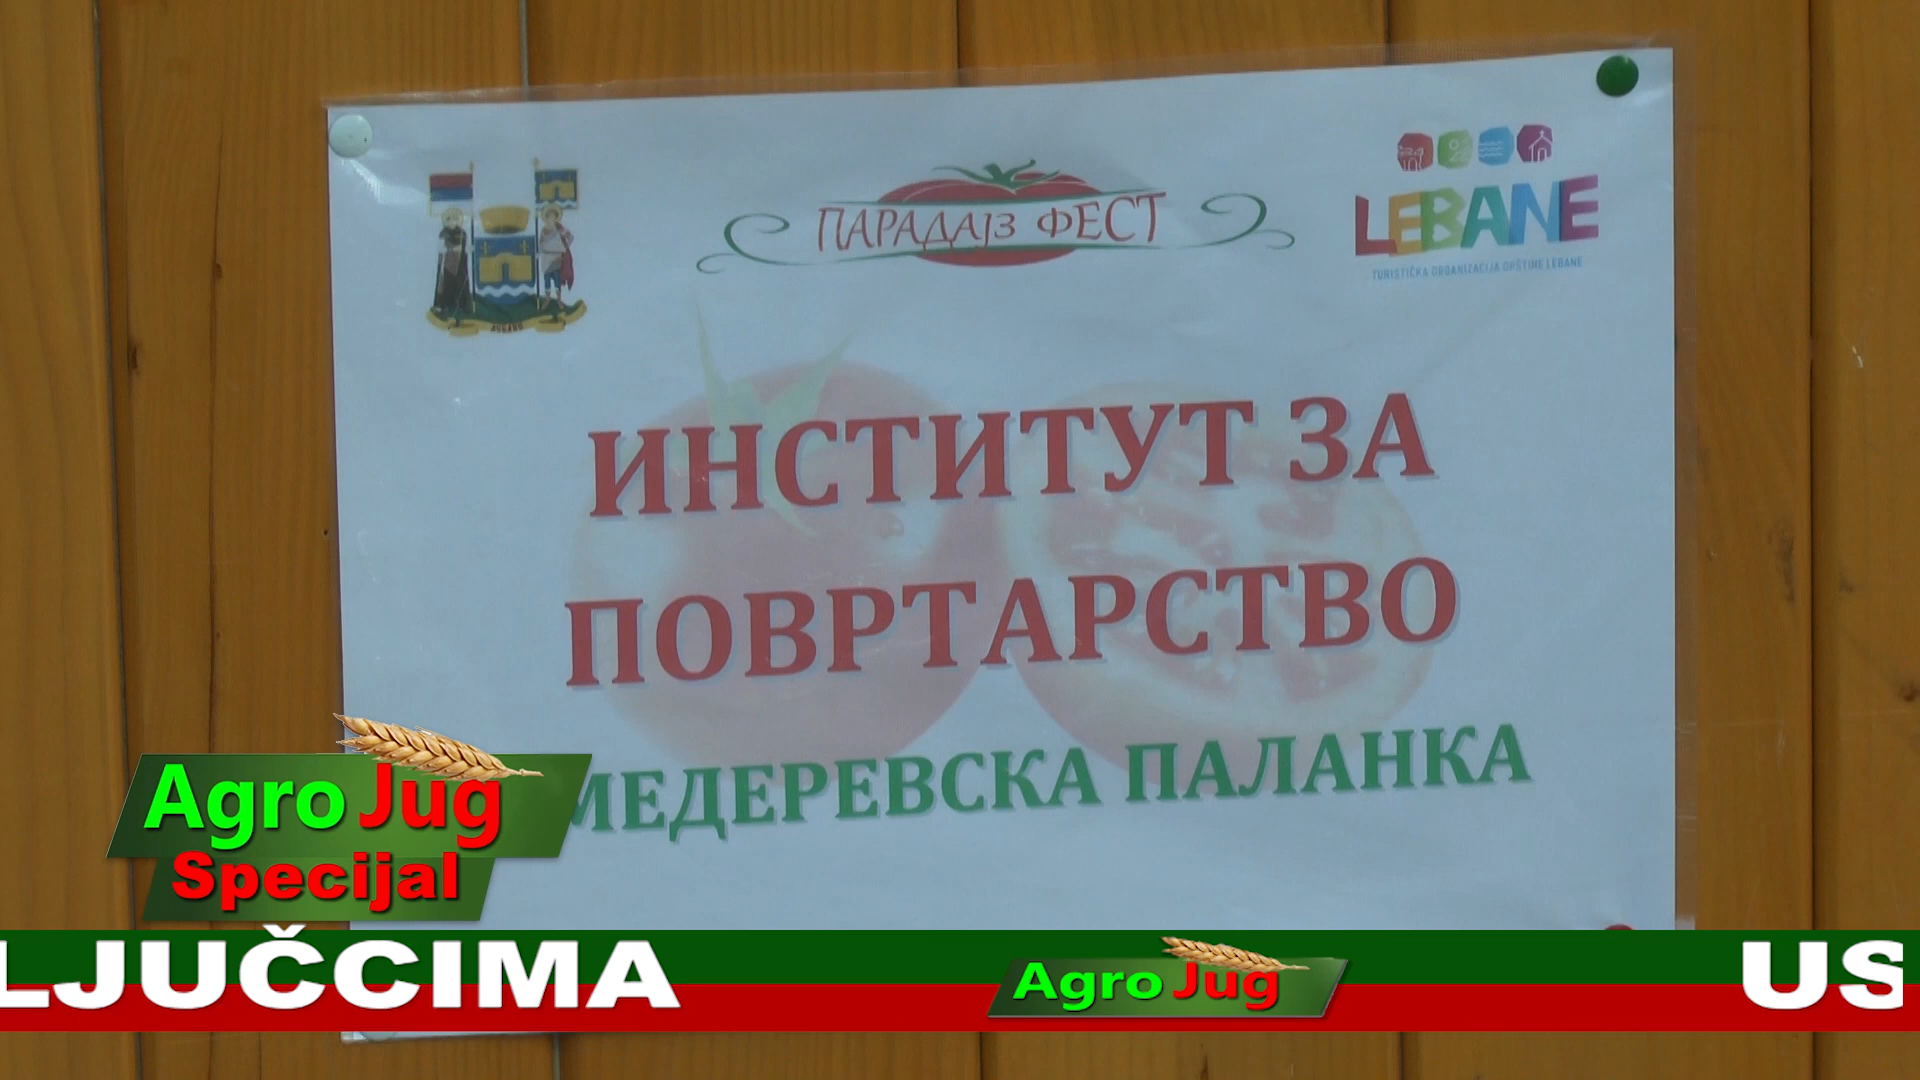 ПАРАДАЈЗ ФЕСТ
LEBANE
TURISTIČKA ORGANIZACIJA OPŠTINE LEBANE
ИНСТИТУТ ЗА
ПОВРТАРСТВО
МЕДЕРЕВСКА ПАЛАНКА
Agro Jug
Specijal
LJUČCIMA
Agro Jug
US